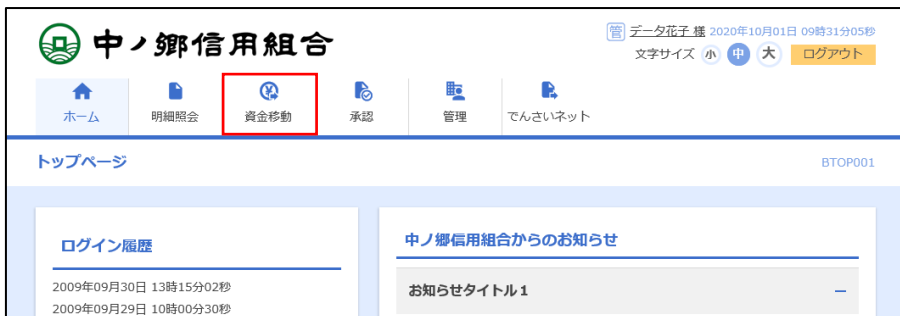 中ノ郷信用組合
管 データ花子 様 2020年10月01日 09時31分05秒
文字サイズ 小 中 大 ログアウト
ホーム 明細照会 資金移動 承認 管理 でんさいネット
トップページ BTOP001
ログイン履歴
2009年09月30日 13時15分02秒
2009年09月29日 10時00分30秒
中ノ郷信用組合からのお知らせ
お知らせタイトル1